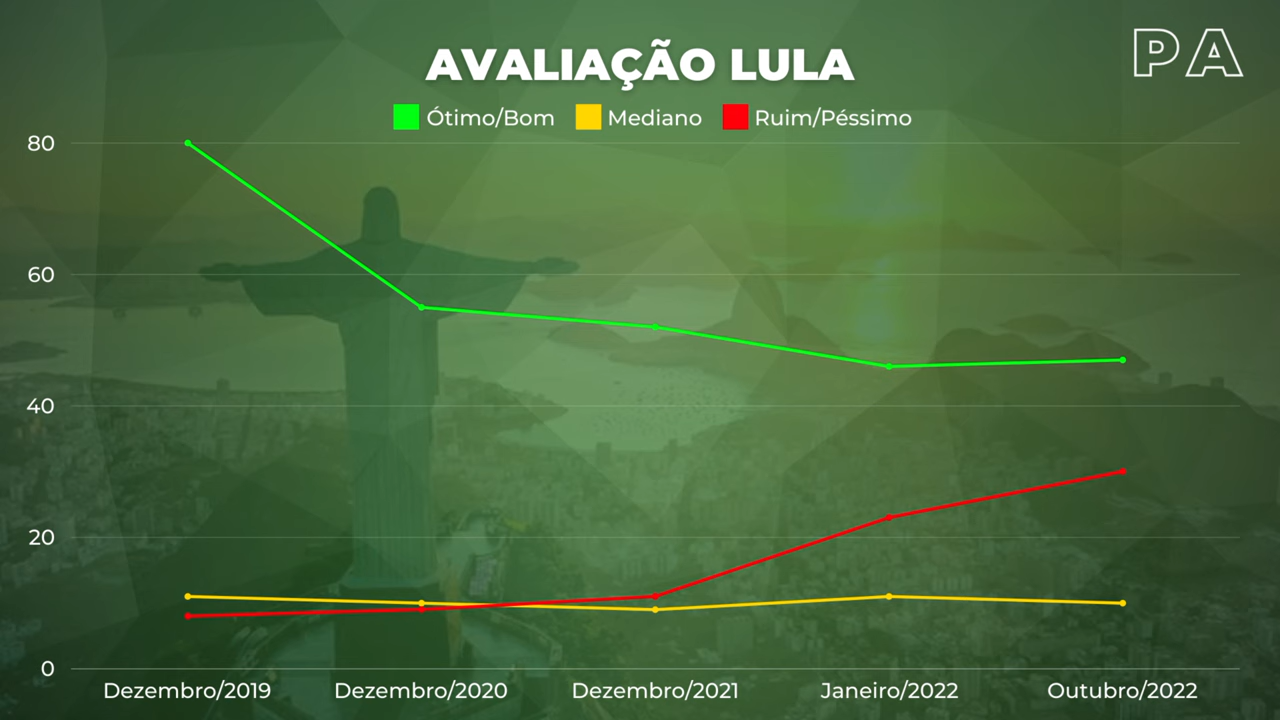 AVALIAÇÃO LULA
PA
Ótimo/Bom Mediano Ruim/Péssimo
80
60
40
20
0
Dezembro/2019 Dezembro/2020 Dezembro/2021 Janeiro/2022 Outubro/2022